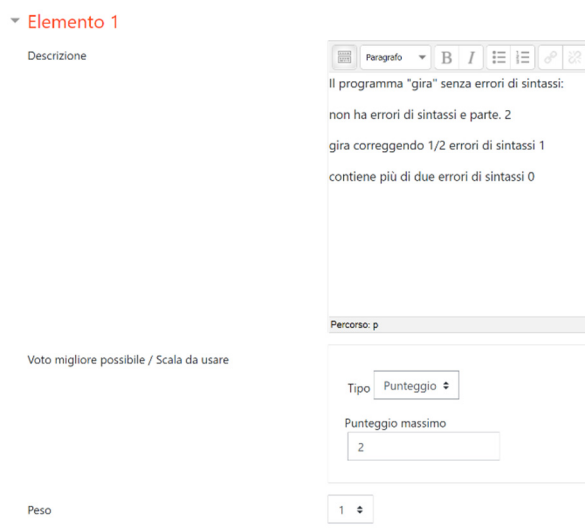 Elemento 1
Descrizione
Paragrafo B I
Il programma "gira" senza errori di sintassi:
non ha errori di sintassi e parte. 2
gira correggendo 1/2 errori di sintassi 1
contiene più di due errori di sintassi 0
Percorso: p
Voto migliore possibile / Scala da usare
Tipo Punteggio
Punteggio massimo
2
Peso
1